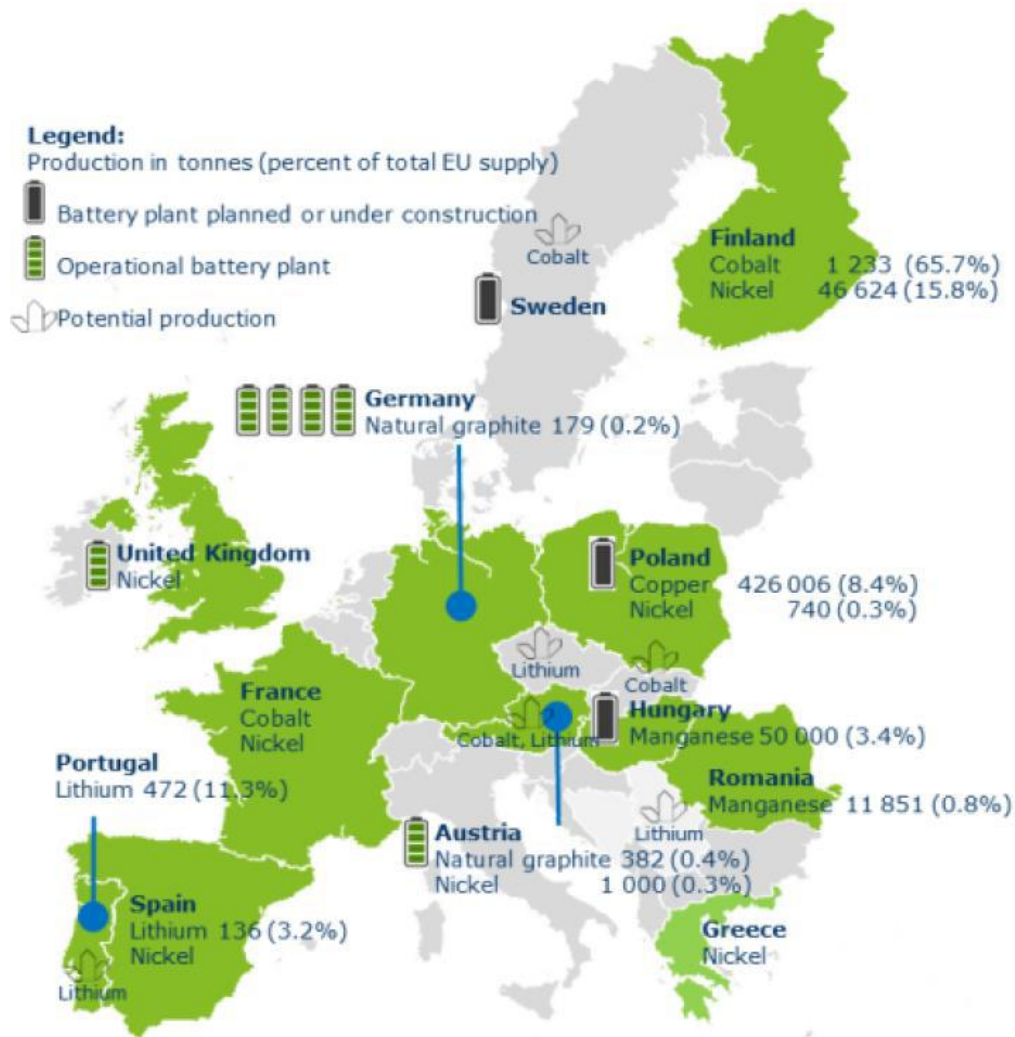 Legend:
Production in tonnes (percent of total EU supply)
Battery plant planned or under construction
Operational battery plant
Potential production
Cobalt
Sweden
Finland
Cobalt 1 233 (65.7%)
Nickel 46 624 (15.8%)
Germany
Natural graphite 179 (0.2%)
United Kingdom
Nickel
Poland
Copper 426 006 (8.4%)
Nickel 740 (0.3%)
Lithium
Cobalt
France
Cobalt
Nickel
Cobalt, Lithium
Hungary
Manganese 50 000 (3.4%)
Portugal
Lithium 472 (11.3%)
Romania
Manganese 11 851 (0.8%)
Lithium
Austria
Natural graphite 382 (0.4%)
Nickel 1 000 (0.3%)
Spain
Lithium 136 (3.2%)
Nickel
Lithium
Greece
Nickel